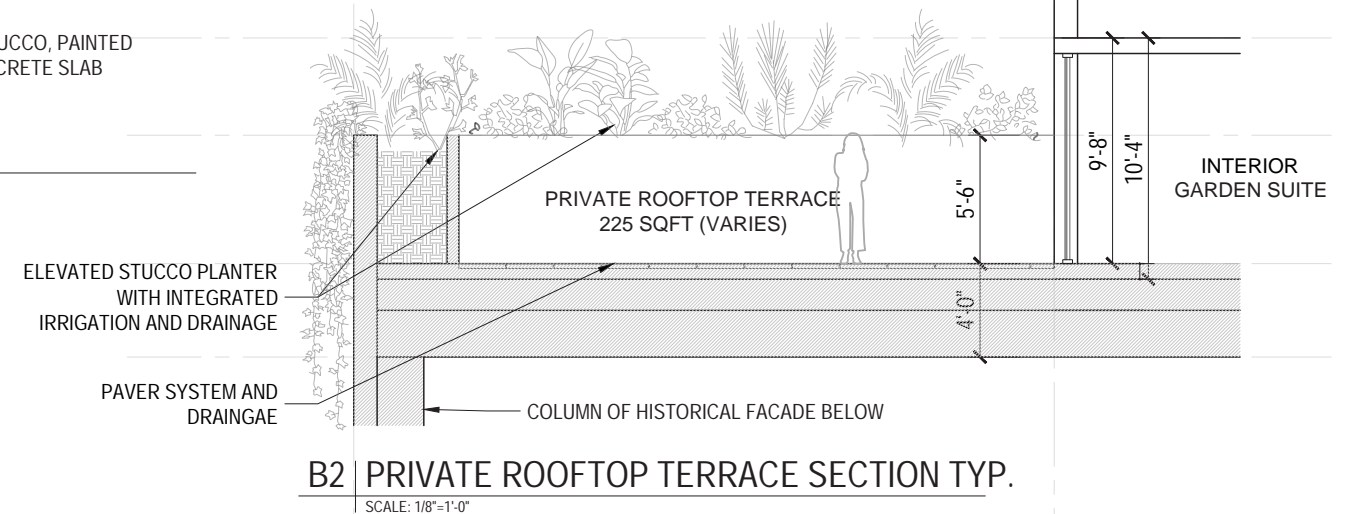 UCCO, PAINTED
CRETE SLAB
9'-8"
10'-4"
INTERIOR
GARDEN SUITE
PRIVATE ROOFTOP TERRACE
225 SQFT (VARIES)
5'-6"
ELEVATED STUCCO PLANTER
WITH INTEGRATED
IRRIGATION AND DRAINAGE
4'-0"
PAVER SYSTEM AND
DRAINGAE
COLUMN OF HISTORICAL FACADE BELOW
B2 PRIVATE ROOFTOP TERRACE SECTION TYP.
SCALE: 1/8"=1'-0"